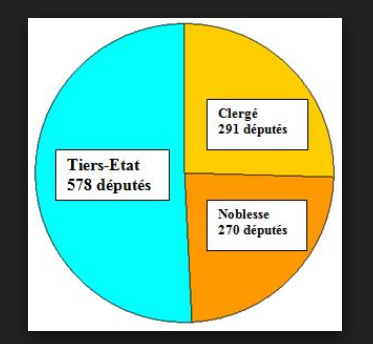 Clergé
291 députés
Tiers-Etat
578 députés
Noblesse
270 députés